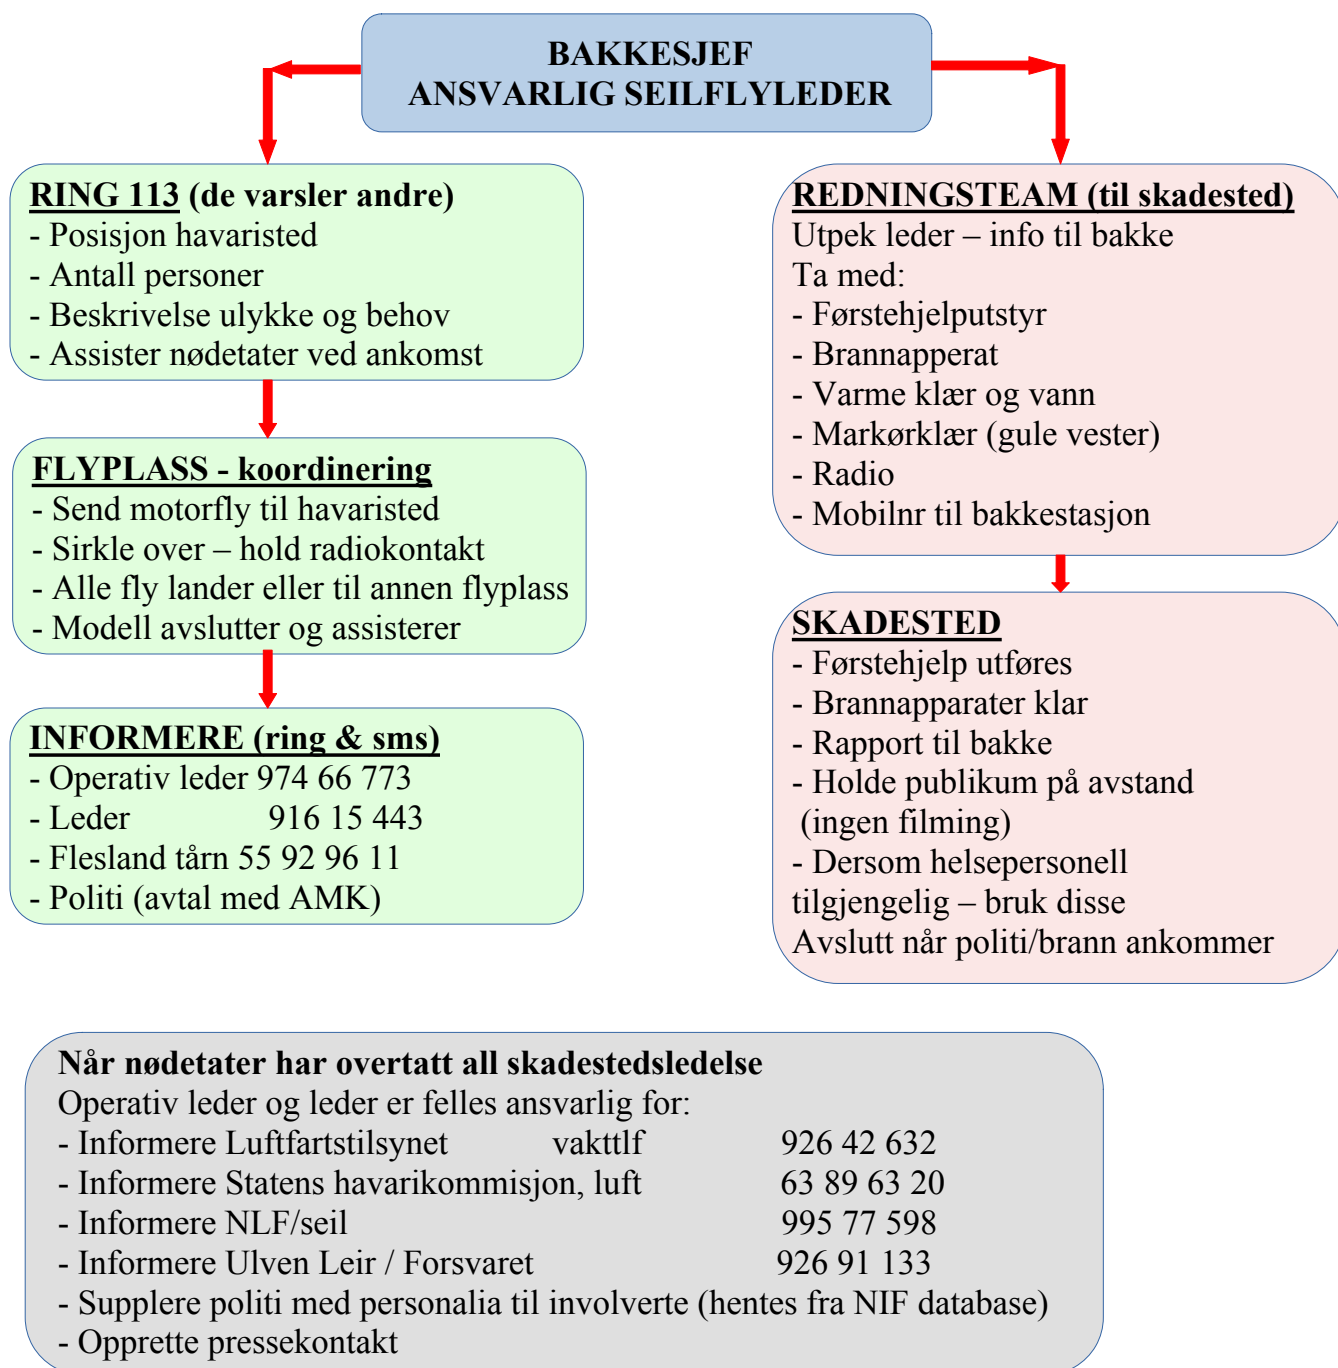 BAKKESJEF
ANSVARLIG SEILFLYLEDER
RING 113 (de varsler andre)
- Posisjon havaristed
- Antall personer
- Beskrivelse ulykke og behov
- Assister nødetater ved ankomst
FLYPLASS - koordinering
- Send motorfly til havaristed
- Sirkle over – hold radiokontakt
- Alle fly lander eller til annen flyplass
- Modell avslutter og assisterer
INFORMERE (ring & sms)
- Operativ leder 974 66 773
- Leder 916 15 443
- Flesland tårn 55 92 96 11
- Politi (avtal med AMK)
REDNINGSTEAM (til skadested)
Utpek leder – info til bakke
Ta med:
- Førstehjelputstyr
- Brannapperat
- Varme klær og vann
- Markørklær (gule vester)
- Radio
- Mobilnr til bakkestasjon
SKADESTED
- Førstehjelp utføres
- Brannapparater klar
- Rapport til bakke
- Holde publikum på avstand
(ingen filming)
- Dersom helsepersonell
tilgjengelig – bruk disse
Avslutt når politi/brann ankommer
Når nødetater har overtatt all skadestedsledelse
Operativ leder og leder er felles ansvarlig for:
- Informere Luftfartstilsynet vakttlf 926 42 632
- Informere Statens havarikommisjon, luft 63 89 63 20
- Informere NLF/seil 995 77 598
- Informere Ulven Leir / Forsvaret 926 91 133
- Supplere politi med personalia til involverte (hentes fra NIF database)
- Opprette pressekontakt